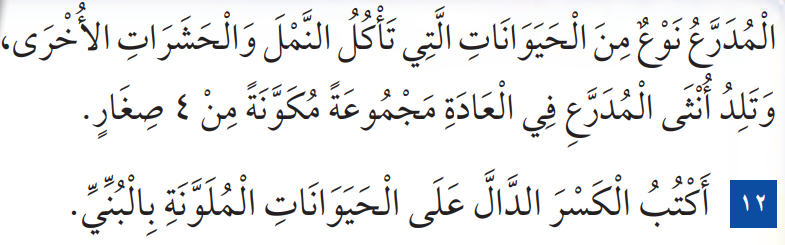 الْمُدَرَّعُ نَوْعٌ مِنَ الْحَيَوَانَاتِ الَّتِي تَأْكُلُ النَّمْلَ وَالْحَشَرَاتِ الأُخْرَى،
وَتَلِدُ أُنْثَى الْمُدَرَّعِ فِي الْعَادَةِ مَجْمُوعَةً مُكَوَّنَةً مِنْ ٤ صِغَارٍ.
١٢ أَكْتُبُ الْكَسْرَ الدَّالَّ عَلَى الْحَيَوَانَاتِ الْمُلَوَّنَةِ بِالْبُنِّيِّ.